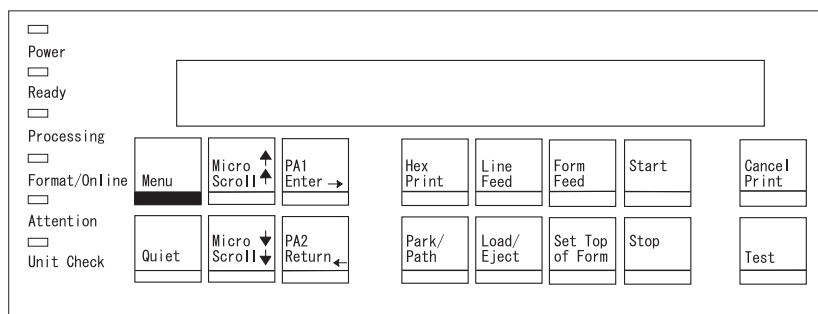 Power
Ready
Processing
Format/Online
Attention
Unit Check
Menu
Micro ↑
Scroll ↑
PA1
Enter →
Hex
Print
Line
Feed
Form
Feed
Start
Cancel
Print
Quiet
Micro ↓
Scroll ↓
PA2
Return ←
Park/
Path
Load/
Eject
Set Top
of Form
Stop
Test